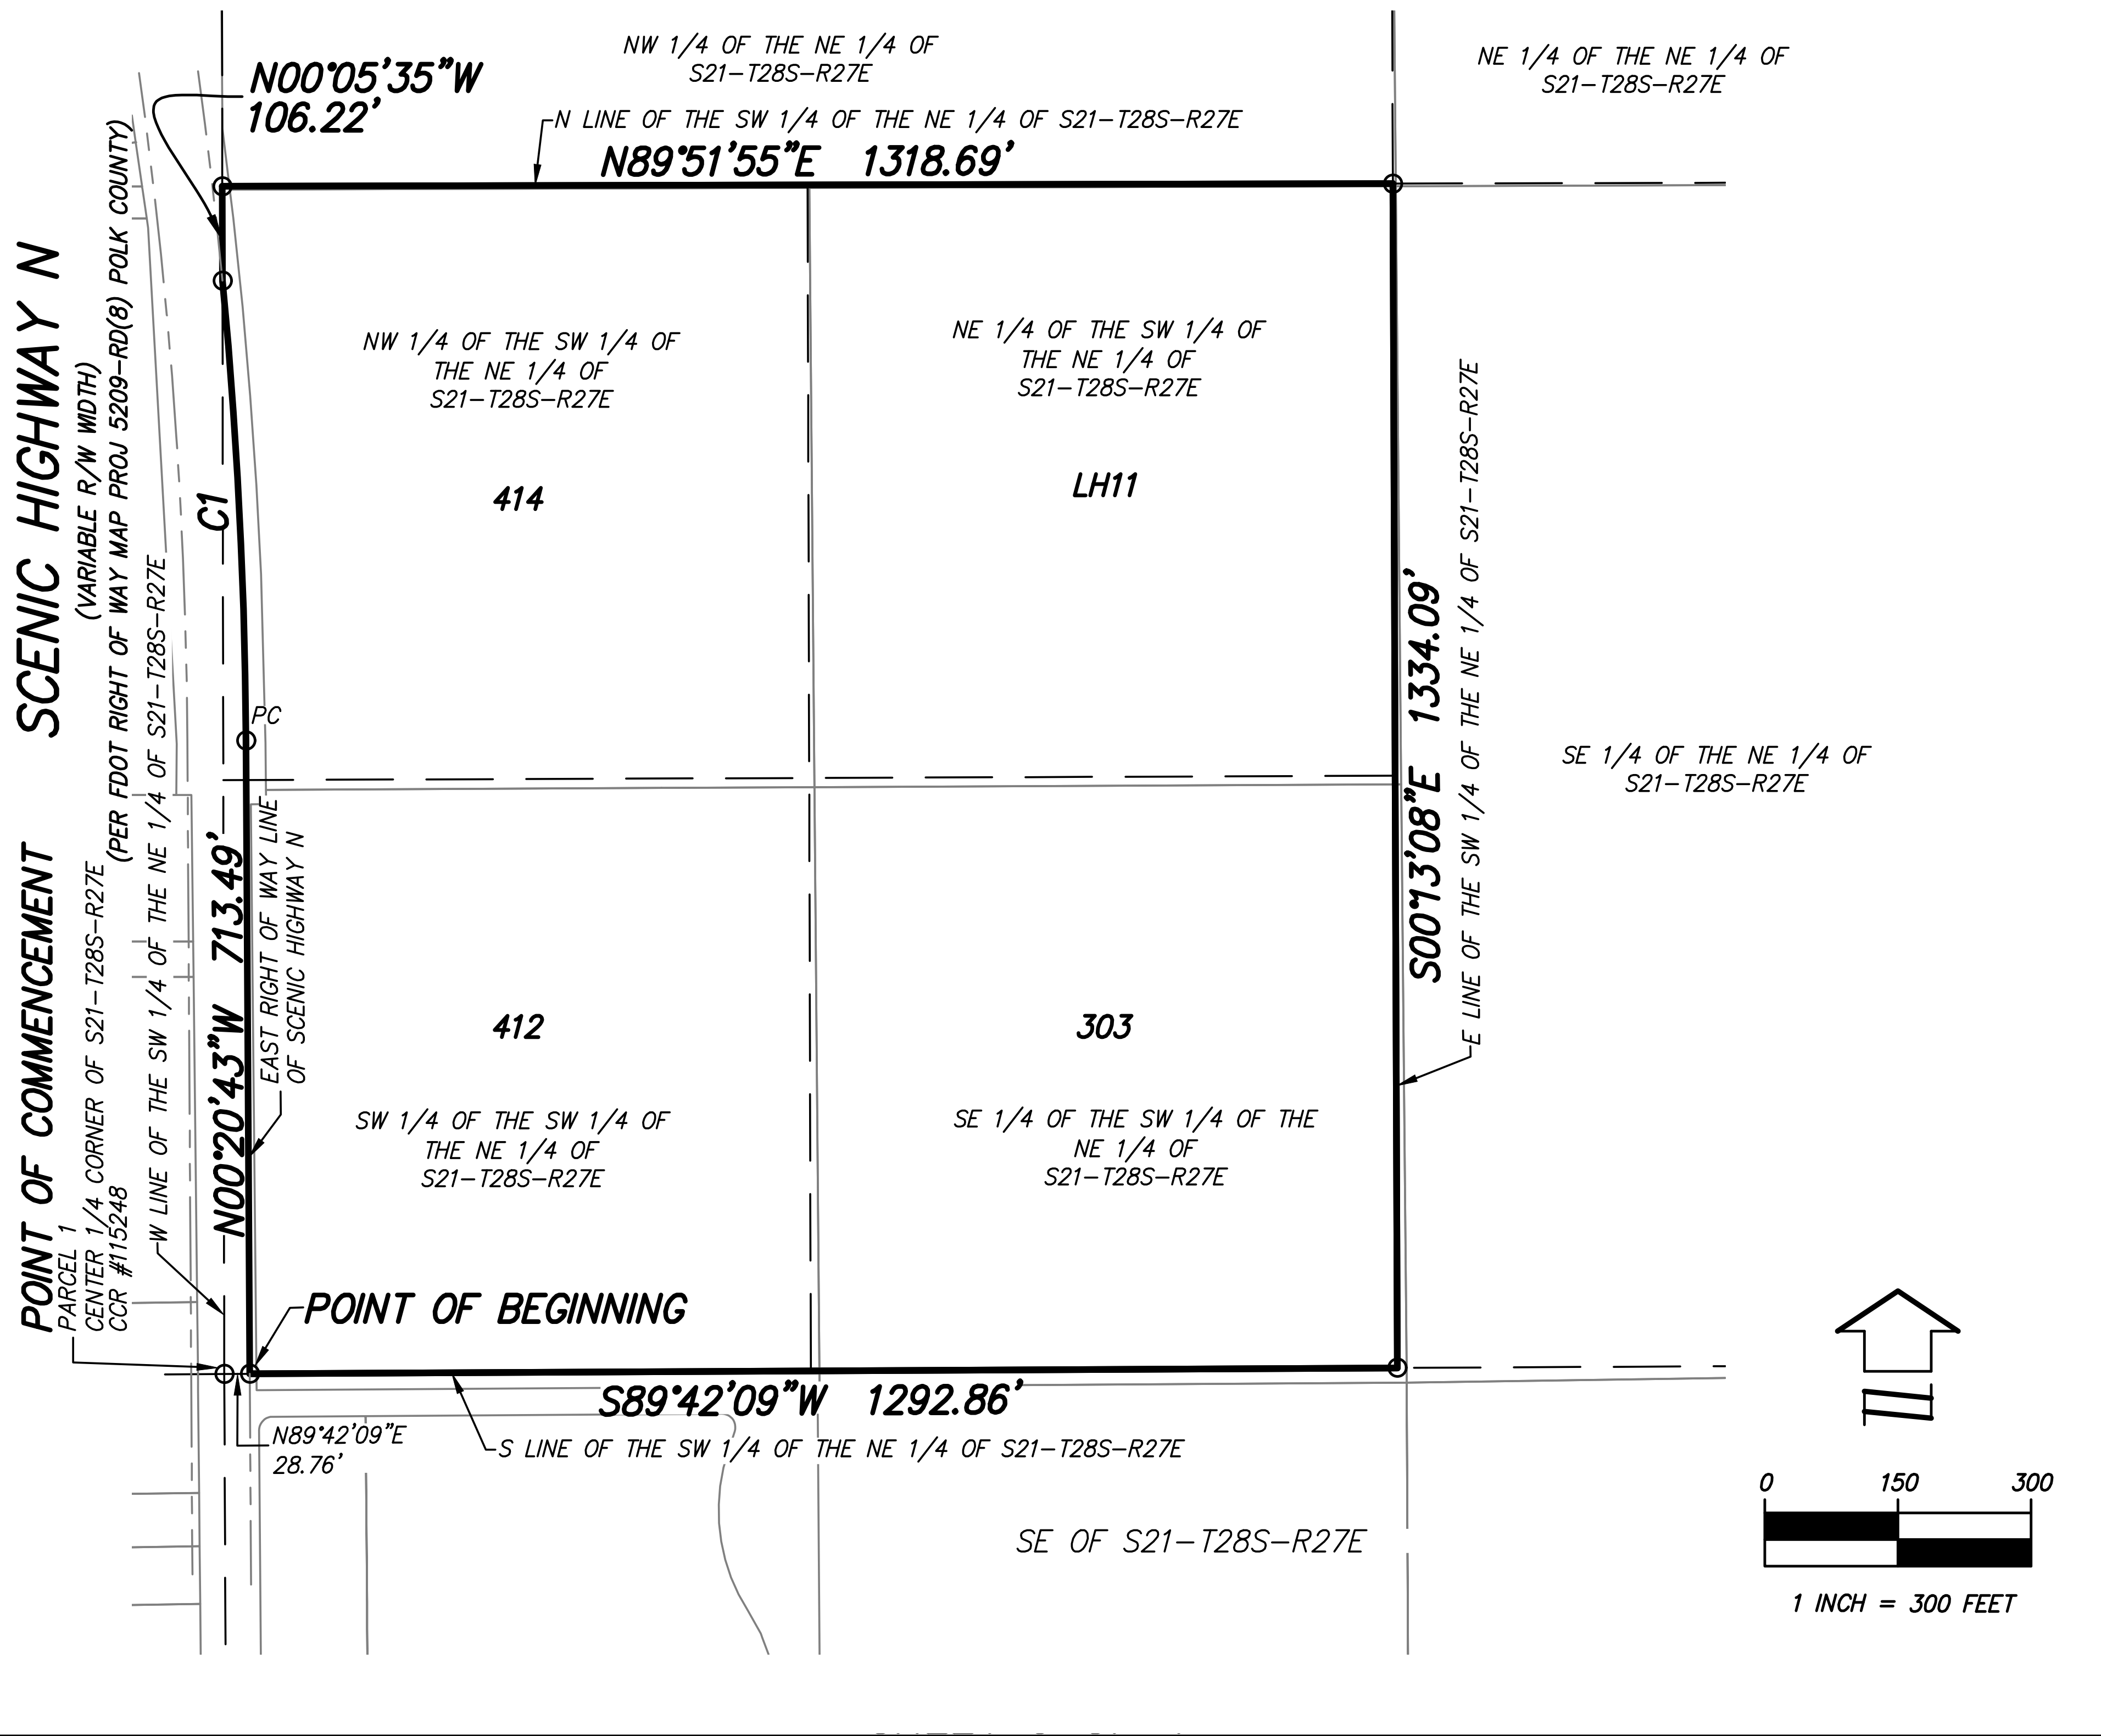 NW 1/4 OF THE NE 1/4 OF
S21-T28S-R27E
NE 1/4 OF THE NE 1/4 OF
S21-T28S-R27E
N00°05'35"W
106.22'
N LINE OF THE SW 1/4 OF THE NE 1/4 OF S21-T28S-R27E
N89°51'55"E 1318.69'
SCENIC HIGHWAY N
(VARIABLE R/W WIDTH)
(PER FDOT RIGHT OF WAY MAP PROJ 5209-RD(8) POLK COUNTY)
W LINE OF THE SW 1/4 OF THE NE 1/4 OF S21-T28S-R27E
C1
NW 1/4 OF THE SW 1/4 OF
THE NE 1/4 OF
S21-T28S-R27E
414
NE 1/4 OF THE SW 1/4 OF
THE NE 1/4 OF
S21-T28S-R27E
LH11
S00°13'08"E 1334.09'
E LINE OF THE SW 1/4 OF THE NE 1/4 OF S21-T28S-R27E
PC
SE 1/4 OF THE NE 1/4 OF
S21-T28S-R27E
N00°20'43"W 713.49'
EAST RIGHT OF WAY LINE
OF SCENIC HIGHWAY N
412
SW 1/4 OF THE SW 1/4 OF
THE NE 1/4 OF
S21-T28S-R27E
303
SE 1/4 OF THE SW 1/4 OF THE
NE 1/4 OF
S21-T28S-R27E
POINT OF COMMENCEMENT
PARCEL 1
CENTER 1/4 CORNER OF S21-T28S-R27E
CCR #115248
POINT OF BEGINNING
S89°42'09"W 1292.86'
N89°42'09"E
28.76'
S LINE OF THE SW 1/4 OF THE NE 1/4 OF S21-T28S-R27E
SE OF S21-T28S-R27E
N
0 150 300
1 INCH = 300 FEET